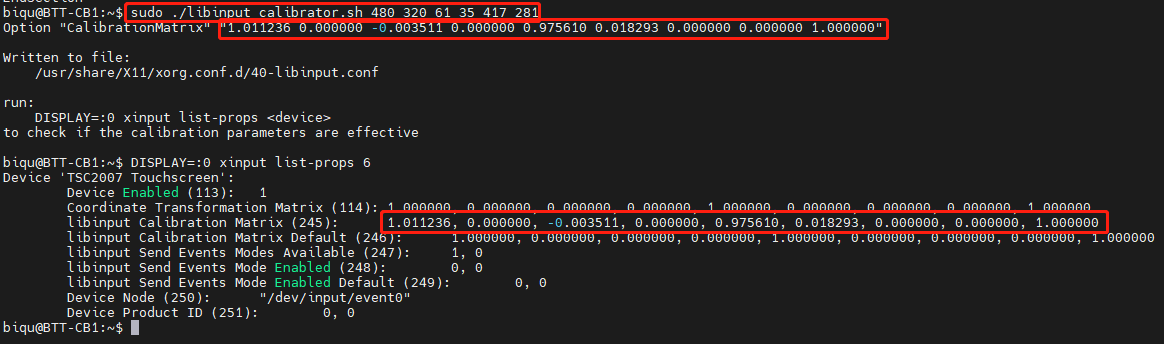 EndSection
biqu@BTT-CB1:~$ sudo ./libinput_calibrator.sh 480 320 61 35 417 281
Option "CalibrationMatrix" "1.011236 0.000000 -0.003511 0.000000 0.975610 0.018293 0.000000 0.000000 1.000000"
Written to file:
/usr/share/X11/xorg.conf.d/40-libinput.conf
run:
DISPLAY=:0 xinput list-props <device>
to check if the calibration parameters are effective
biqu@BTT-CB1:~$ DISPLAY=:0 xinput list-props 6
Device 'TSC2007 Touchscreen':
Device Enabled (113): 1
Coordinate Transformation Matrix (114): 1.000000, 0.000000, 0.000000, 0.000000, 1.000000, 0.000000, 0.000000, 0.000000, 1.000000
libinput Calibration Matrix (245): 1.011236, 0.000000, -0.003511, 0.000000, 0.975610, 0.018293, 0.000000, 0.000000, 1.000000
libinput Calibration Matrix Default (246): 1.000000, 0.000000, 0.000000, 0.000000, 1.000000, 0.000000, 0.000000, 0.000000, 1.000000
libinput Send Events Modes Available (247): 1, 0
libinput Send Events Mode Enabled (248): 0, 0
libinput Send Events Mode Enabled Default (249): 0, 0
Device Node (250): "/dev/input/event0"
Device Product ID (251): 0, 0
biqu@BTT-CB1:~$